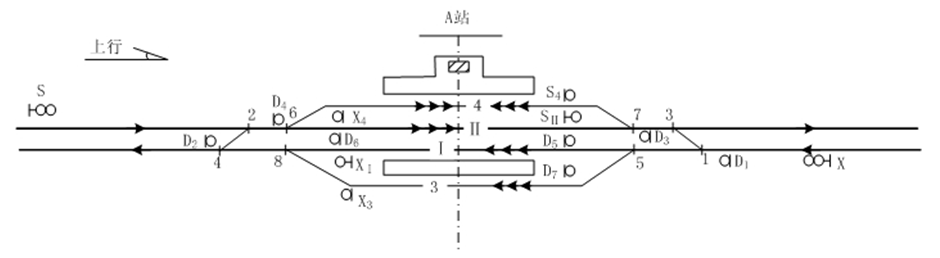 A站
上行
S
S4
4
D4
2
6
X4
SII
7
3
II
D2
D6
D5
D3
I
4
8
XI
5
1
D1
X
D7
3
X3